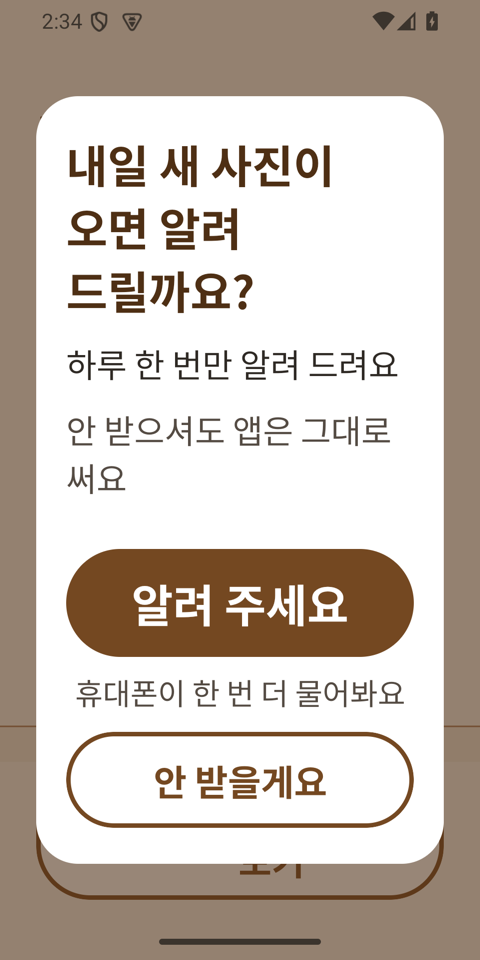 2:34
내일 새 사진이
오면 알려
드릴까요?
하루 한 번만 알려 드려요
안 받으셔도 앱은 그대로
써요
알려 주세요
휴대폰이 한 번 더 물어봐요
안 받을게요
보기